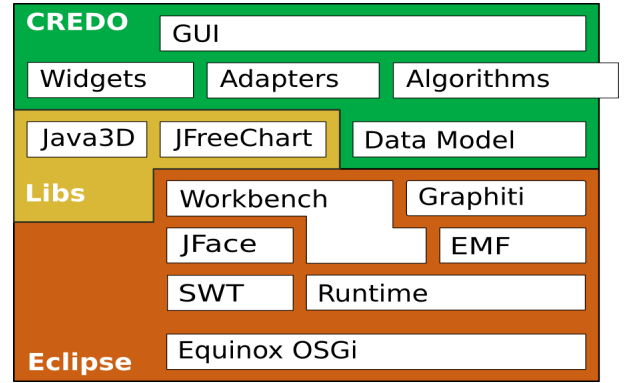 CREDO
GUI
Widgets Adapters Algorithms
Java3D JFreeChart Data Model
Libs
Workbench Graphiti
JFace EMF
SWT Runtime
Equinox OSGi
Eclipse